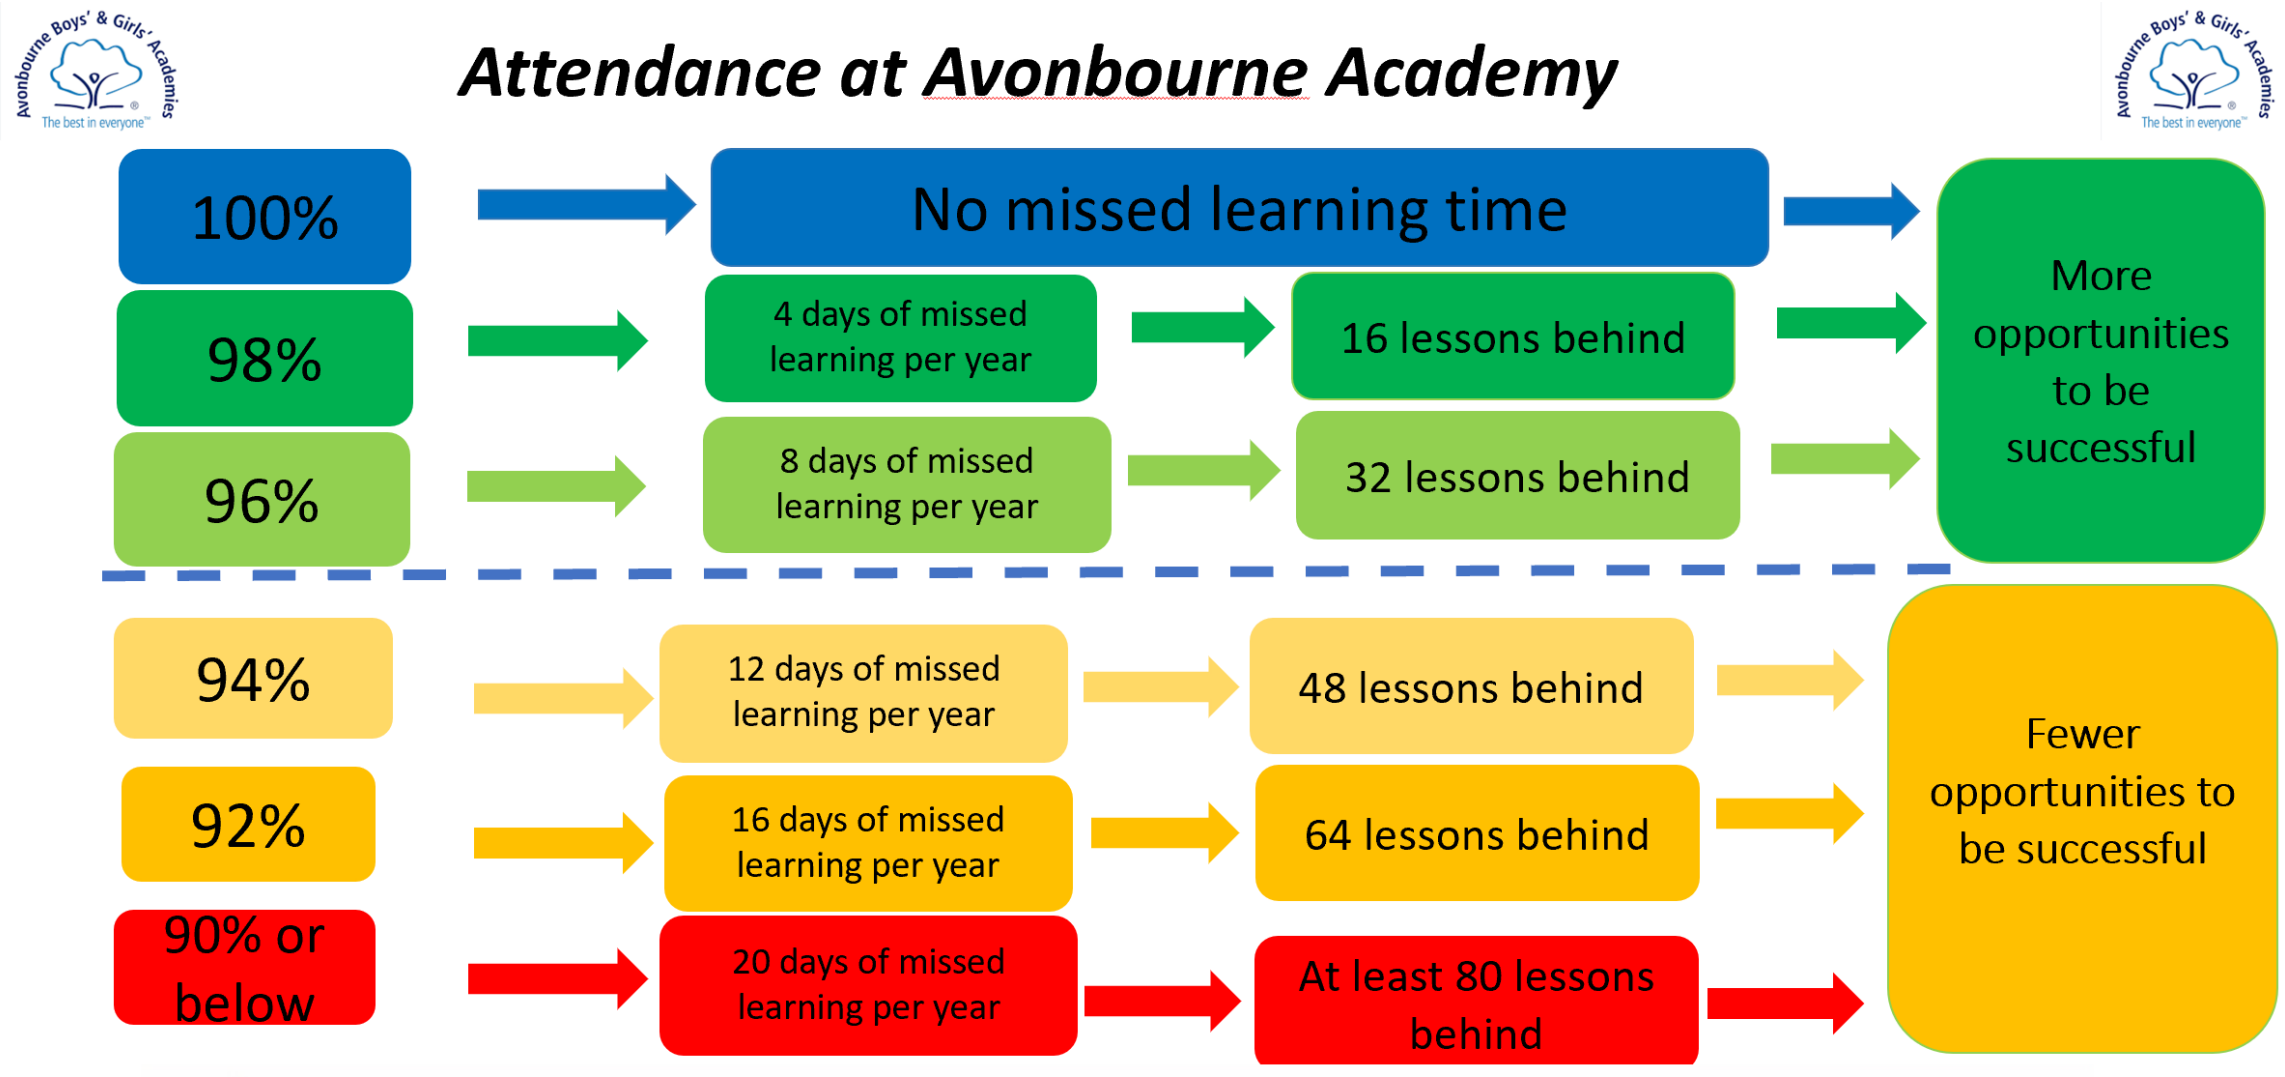 Avonbourne Boys' & Girls' Academies
The best in everyone™
Attendance at Avonbourne Academy
Avonbourne Boys' & Girls' Academies
The best in everyone™
100%
No missed learning time
98%
4 days of missed
learning per year
16 lessons behind
96%
8 days of missed
learning per year
32 lessons behind
More
opportunities
to be
successful
94%
12 days of missed
learning per year
48 lessons behind
92%
16 days of missed
learning per year
64 lessons behind
90% or
below
20 days of missed
learning per year
At least 80 lessons
behind
Fewer
opportunities to
be successful